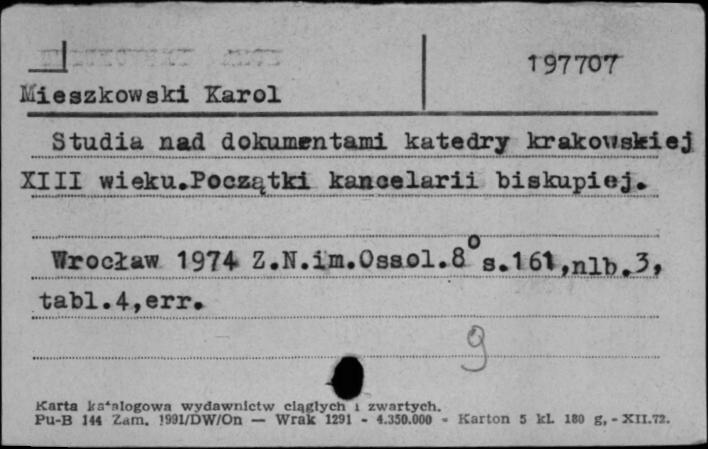 197707
Mieszkowski Karol
Studia nad dokumentami katedry krakowskiej
XIII wieku.Początki kancelarii biskupiej.
Wrocław 1974 Z.N.im.Ossol.8° s.161,nlb.3,
tabl.4,err.
9
Karta katalogowa wydawnictw ciągłych i zwartych.
Pu-B 144 Zam. 1991/DW/On — Wrak 1291 - 4.350.000 - Karton 5 kl. 180 g. - XII.72.